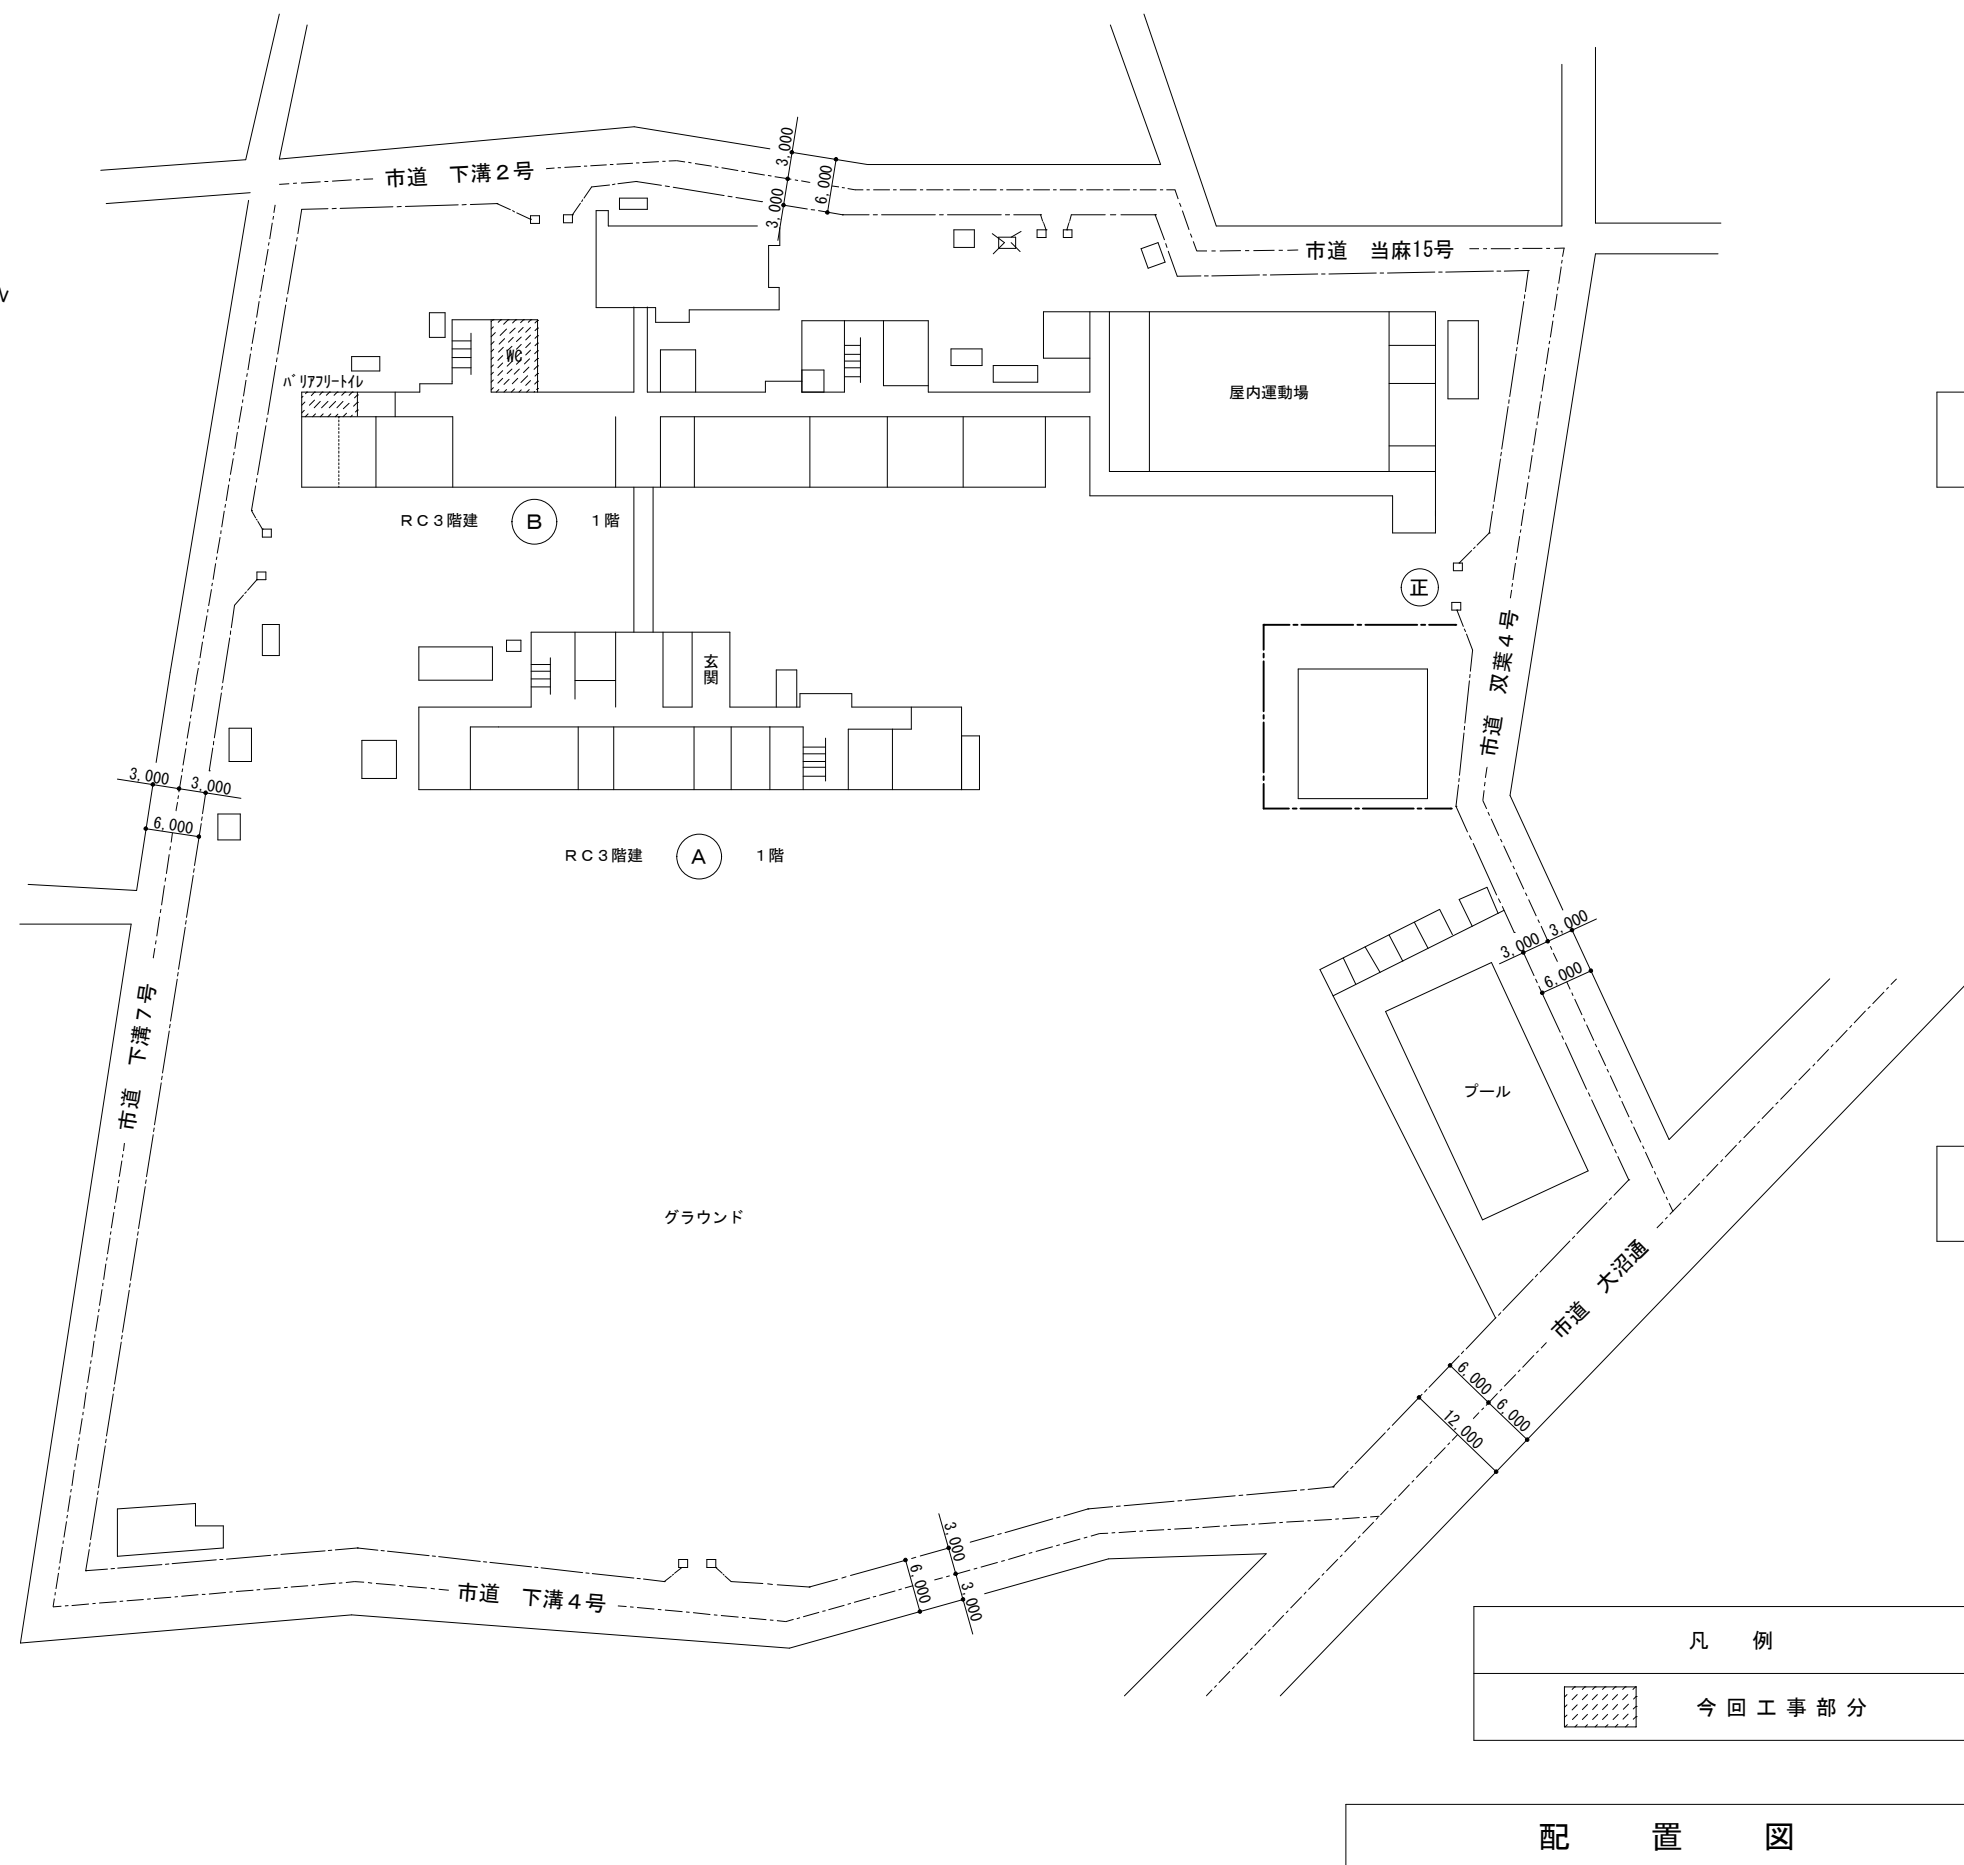 3,000
市道　下溝２号
6,000
3,000
市道　当麻15号
WC
ﾊﾞﾘｱﾌﾘｰﾄｲﾚ
屋内運動場
ＲＣ３階建　B　１階
正
市道　双葉４号
玄関
3,000
3,000
6,000
ＲＣ３階建　A　１階
3,000
3,000
6,000
市道　下溝７号
プール
グラウンド
市道　大沼通
6,000
6,000
12,000
3,000
6,000
3,000
市道　下溝４号
凡　例
今回工事部分
配　置　図